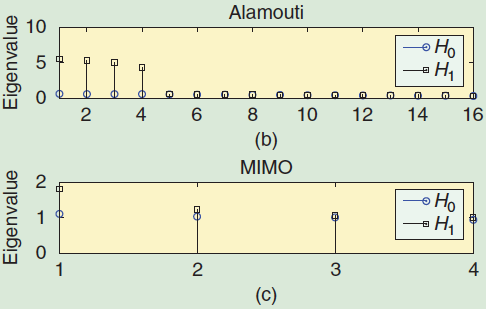 Alamouti
Eigenvalue
10
5
0
H0
H1
2 4 6 8 10 12 14 16
(b)
MIMO
Eigenvalue
2
1
0
H0
H1
1 2 3 4
(c)